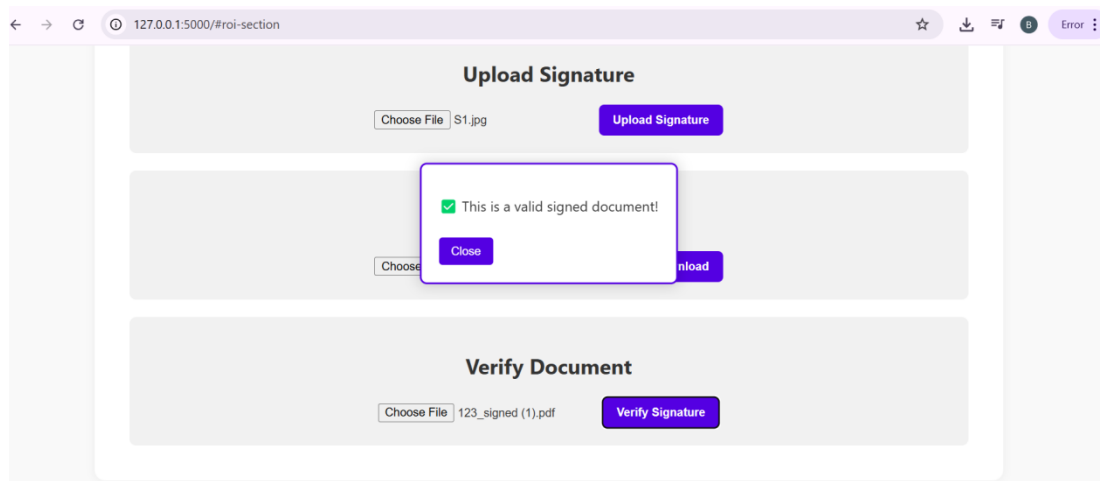 127.0.0.1:5000/#roi-section
B
Error
Upload Signature
Choose File S1.jpg
Upload Signature
✅ This is a valid signed document!
Close
Choose
nload
Verify Document
Choose File 123_signed (1).pdf
Verify Signature